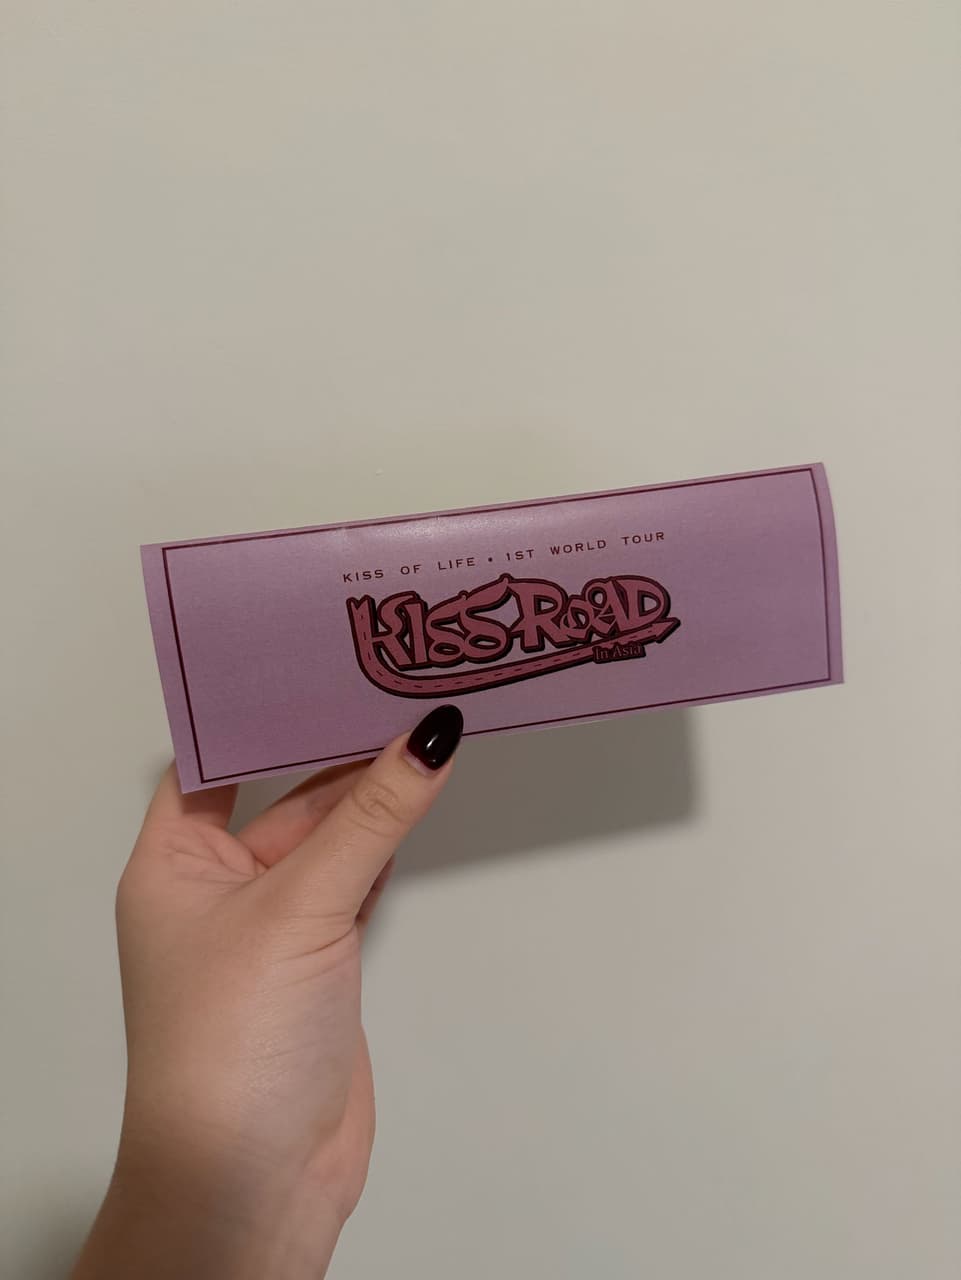 KISS OF LIFE • 1ST WORLD TOUR
KISS ROAD
In Asia